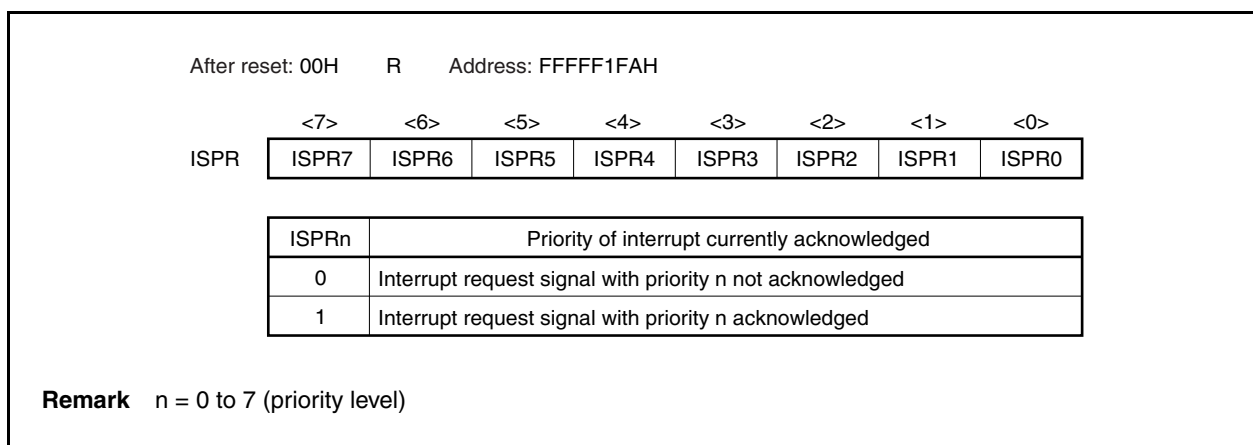 After reset: 00H R Address: FFFFF1FAH
<7> <6> <5> <4> <3> <2> <1> <0>
ISPR ISPR7 ISPR6 ISPR5 ISPR4 ISPR3 ISPR2 ISPR1 ISPR0
ISPRn Priority of interrupt currently acknowledged
0 Interrupt request signal with priority n not acknowledged
1 Interrupt request signal with priority n acknowledged
Remark n = 0 to 7 (priority level)